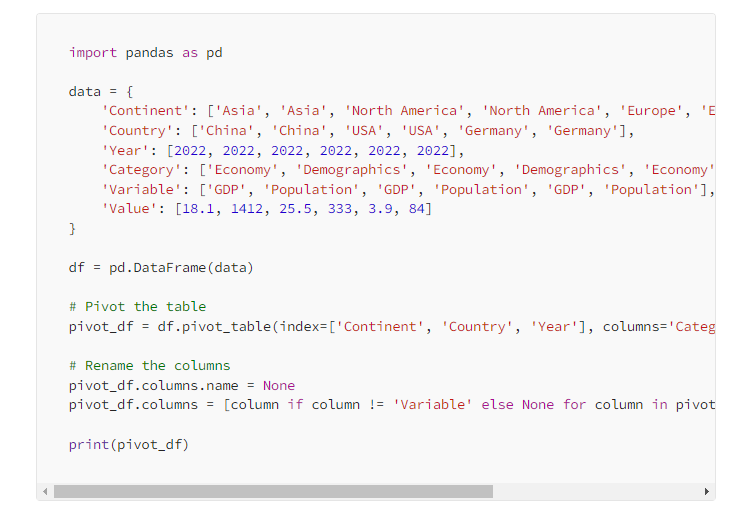 import pandas as pd
data = {
    'Continent': ['Asia', 'Asia', 'North America', 'North America', 'Europe', 'E
    'Country': ['China', 'China', 'USA', 'USA', 'Germany', 'Germany'],
    'Year': [2022, 2022, 2022, 2022, 2022, 2022],
    'Category': ['Economy', 'Demographics', 'Economy', 'Demographics', 'Economy'
    'Variable': ['GDP', 'Population', 'GDP', 'Population', 'GDP', 'Population'],
    'Value': [18.1, 1412, 25.5, 333, 3.9, 84]
}
df = pd.DataFrame(data)
# Pivot the table
pivot_df = df.pivot_table(index=['Continent', 'Country', 'Year'], columns='Categ
# Rename the columns
pivot_df.columns.name = None
pivot_df.columns = [column if column != 'Variable' else None for column in pivot
print(pivot_df)